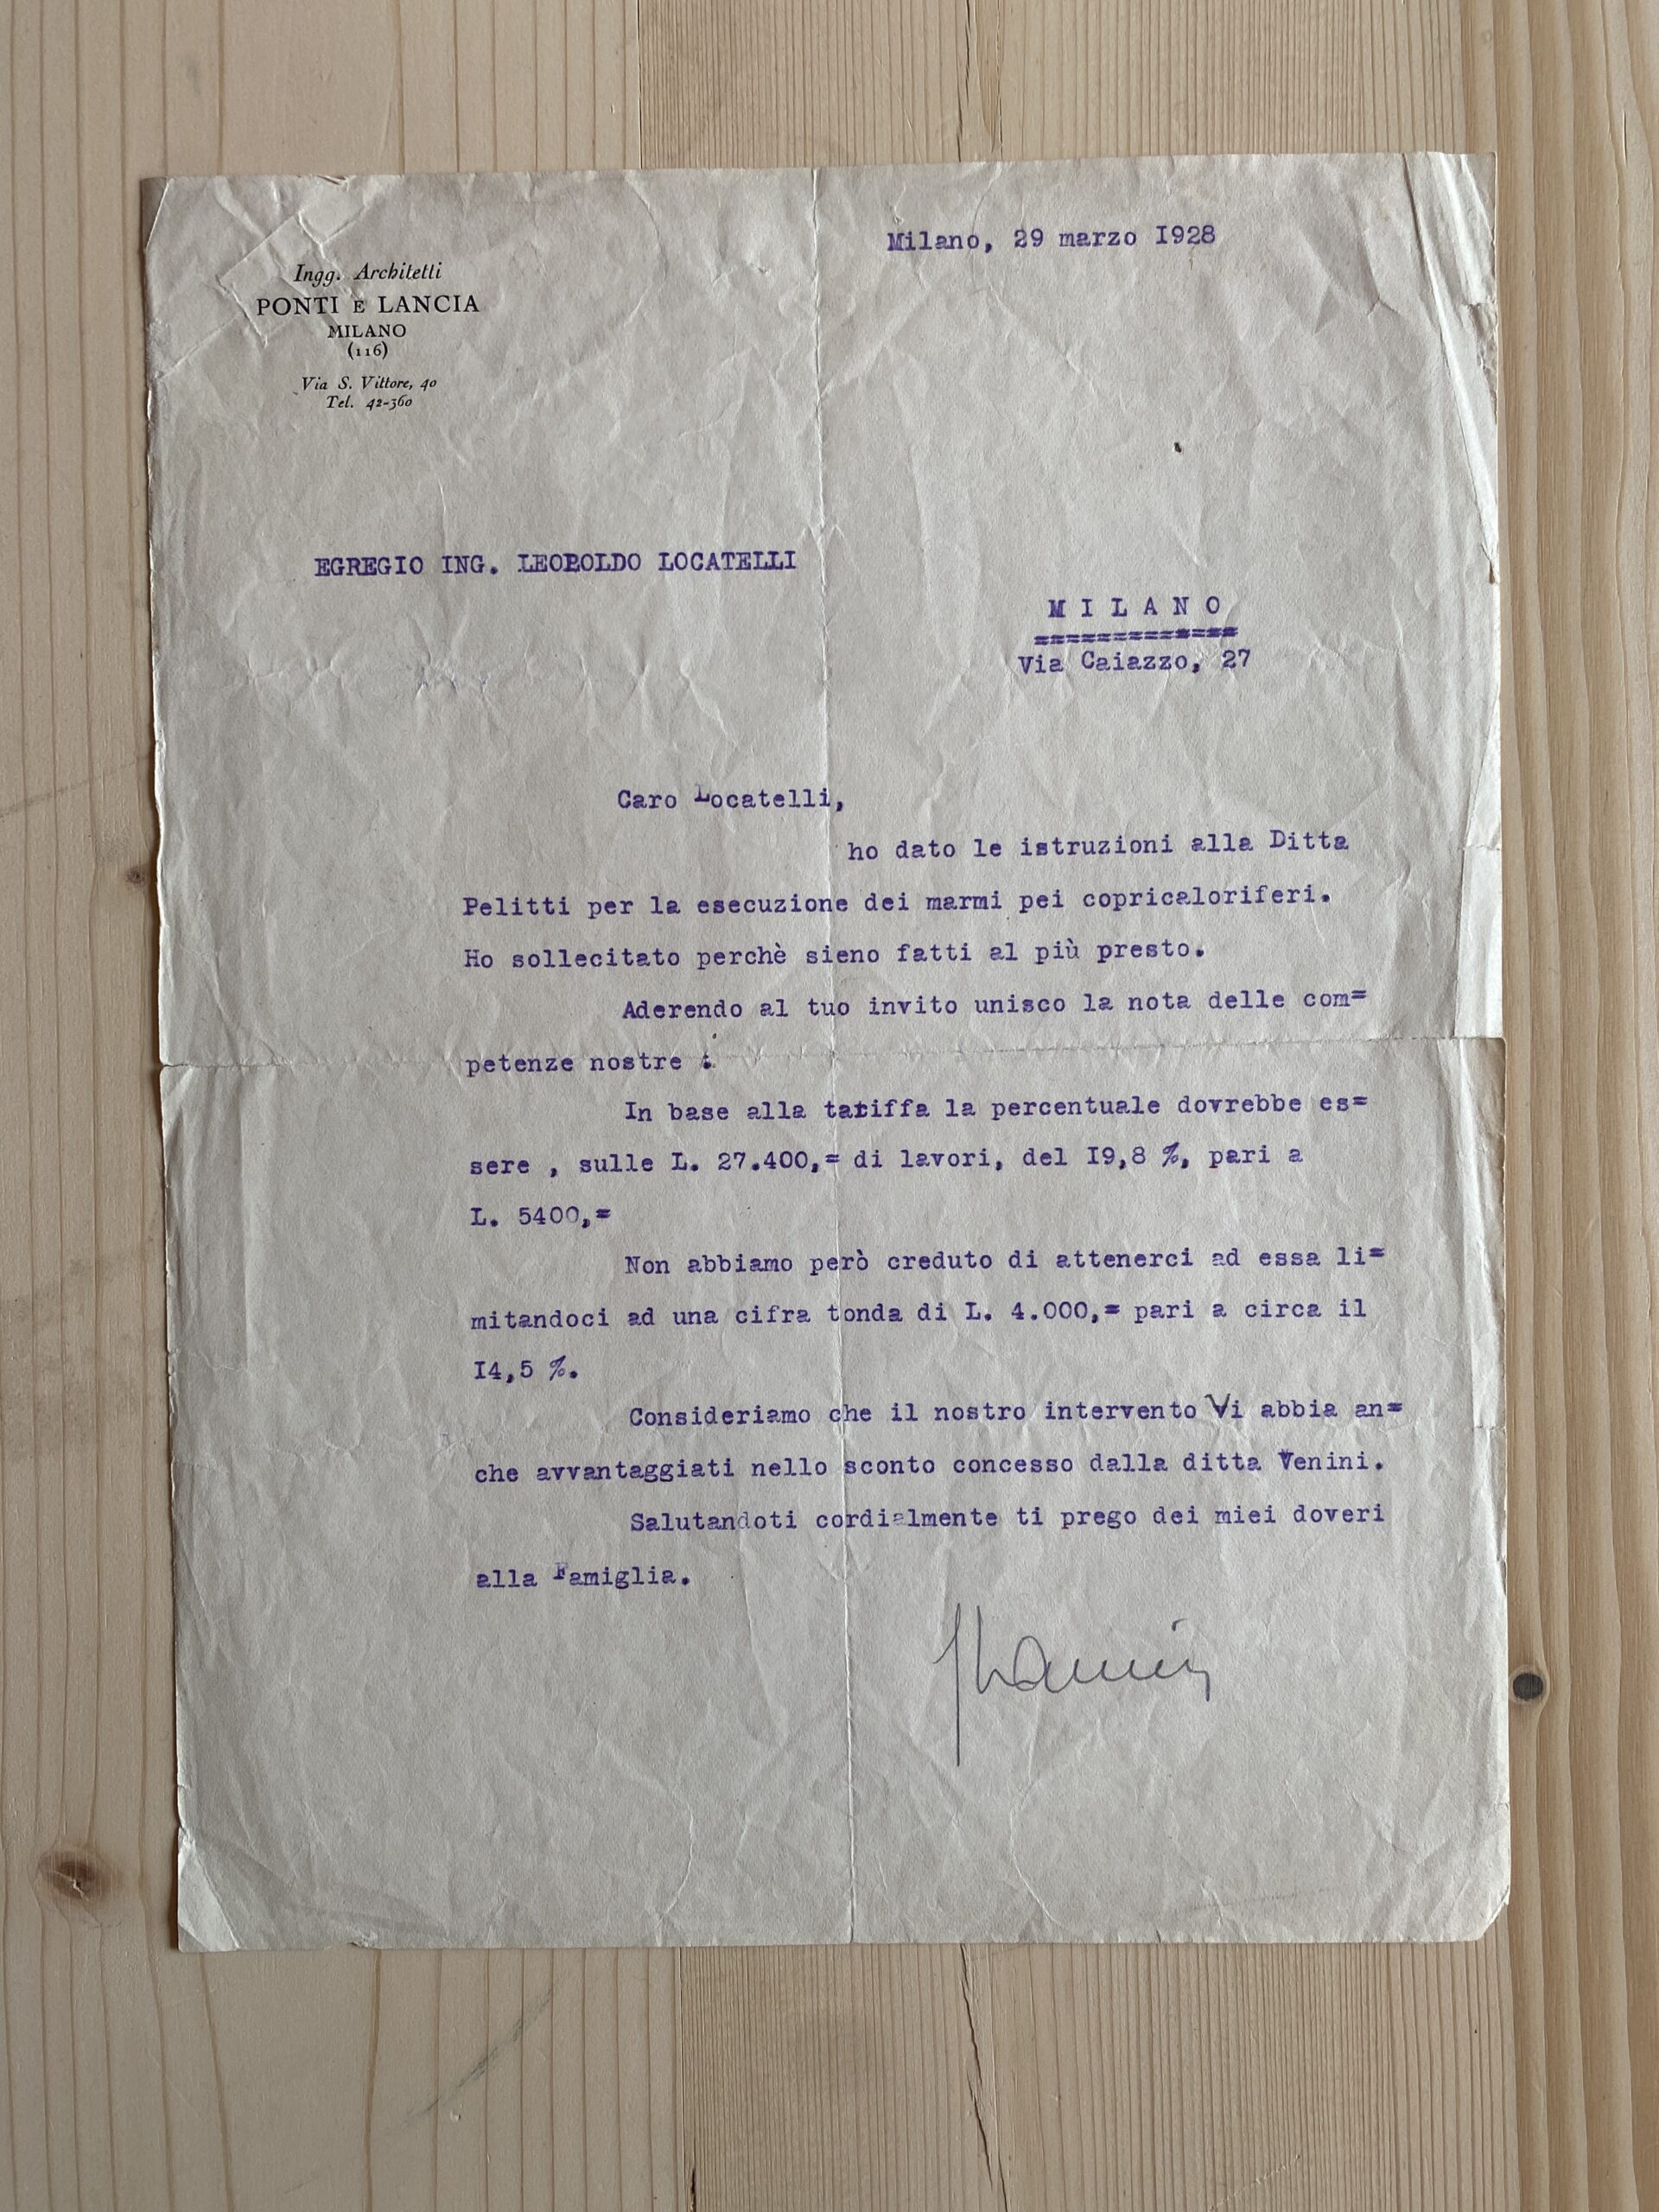 Milano, 29 marzo I928
Ingg. Architetti
PONTI E LANCIA
MILANO
(116)
Via S. Vittore, 40
Tel. 42-360
EGREGIO ING. LEOPOLDO LOCATELLI
M I L A N O
=============
Via Caiazzo, 27
Caro Locatelli,
ho dato le istruzioni alla Ditta
Pelitti per la esecuzione dei marmi pei copricaloriferi.
Ho sollecitato perchè sieno fatti al più presto.
Aderendo al tuo invito unisco la nota delle com=
petenze nostre :
In base alla tariffa la percentuale dovrebbe es=
sere , sulle L. 27.400,= di lavori, del I9,8 %, pari a
L. 5400,=
Non abbiamo però creduto di attenerci ad essa li=
mitandoci ad una cifra tonda di L. 4.000,= pari a circa il
I4,5 %.
Consideriamo che il nostro intervento Vi abbia an=
che avvantaggiati nello sconto concesso dalla ditta Venini.
Salutandoti cordialmente ti prego dei miei doveri
alla Famiglia.